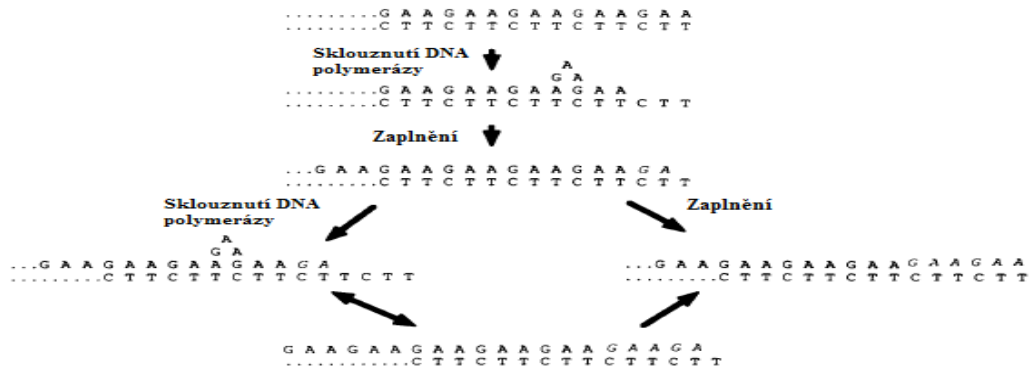 .........G A A G A A G A A G A A G A A
.........C T T C T T C T T C T T C T T
Sklouznutí DNA
polymerázy
A
G A
.........G A A G A A G A A G A A
.........C T T C T T C T T C T T C T T
Zaplnění
...G A A G A A G A A G A A G A A G A
.........C T T C T T C T T C T T C T T
Sklouznutí DNA
polymerázy
Zaplnění
A
G A
...G A A G A A G A A G A A G A
.........C T T C T T C T T C T T C T T
...G A A G A A G A A G A A G A A G A A
.........C T T C T T C T T C T T C T T
G A A G A A G A A G A A G A A G A A G A
............C T T C T T C T T C T T C T T